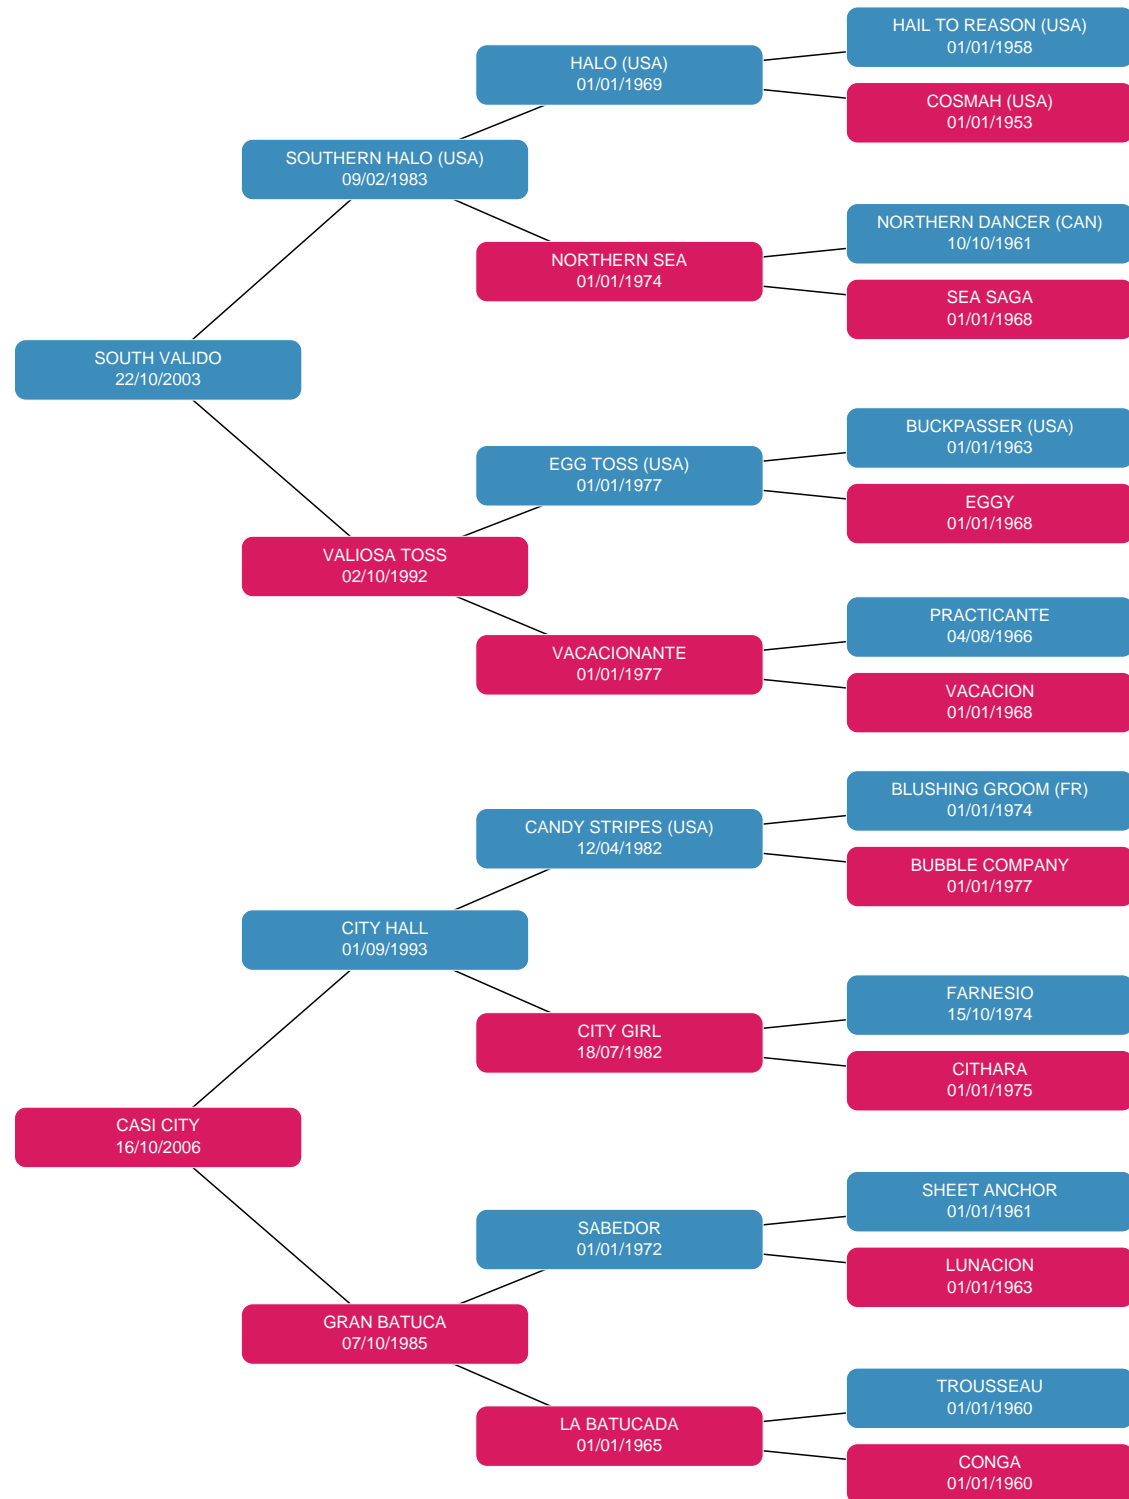 HAIL TO REASON (USA)
01/01/1958
HALO (USA)
01/01/1969
COSMAH (USA)
01/01/1953
SOUTHERN HALO (USA)
09/02/1983
NORTHERN DANCER (CAN)
10/10/1961
NORTHERN SEA
01/01/1974
SEA SAGA
01/01/1968
SOUTH VALIDO
22/10/2003
BUCKPASSER (USA)
01/01/1963
EGG TOSS (USA)
01/01/1977
EGGY
01/01/1968
VALIOSA TOSS
02/10/1992
PRACTICANTE
04/08/1966
VACACIONANTE
01/01/1977
VACACION
01/01/1968
BLUSHING GROOM (FR)
01/01/1974
CANDY STRIPES (USA)
12/04/1982
BUBBLE COMPANY
01/01/1977
CITY HALL
01/09/1993
FARNESIO
15/10/1974
CITY GIRL
18/07/1982
CITHARA
01/01/1975
CASI CITY
16/10/2006
SHEET ANCHOR
01/01/1961
SABEDOR
01/01/1972
LUNACION
01/01/1963
GRAN BATUCA
07/10/1985
TROUSSEAU
01/01/1960
LA BATUCADA
01/01/1965
CONGA
01/01/1960